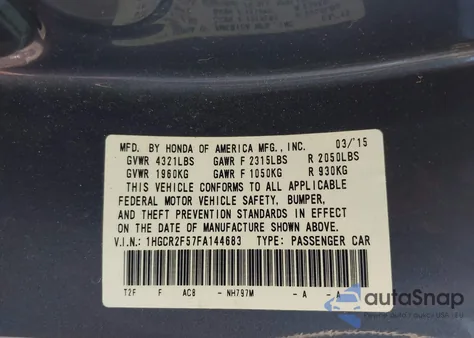 MFD. BY HONDA OF AMERICA MFG., INC. 03/'15
GVWR 4321LBS GAWR F 2315LBS R 2050LBS
GVWR 1960KG GAWR F 1050KG R 930KG
THIS VEHICLE CONFORMS TO ALL APPLICABLE
FEDERAL MOTOR VEHICLE SAFETY, BUMPER,
AND THEFT PREVENTION STANDARDS IN EFFECT
ON THE DATE OF MANUFACTURE SHOWN ABOVE.
V.I.N.: 1HGCR2F57FA144683 TYPE: PASSENGER CAR
T2F F AC8 - NH797M - A - A
autoSnap